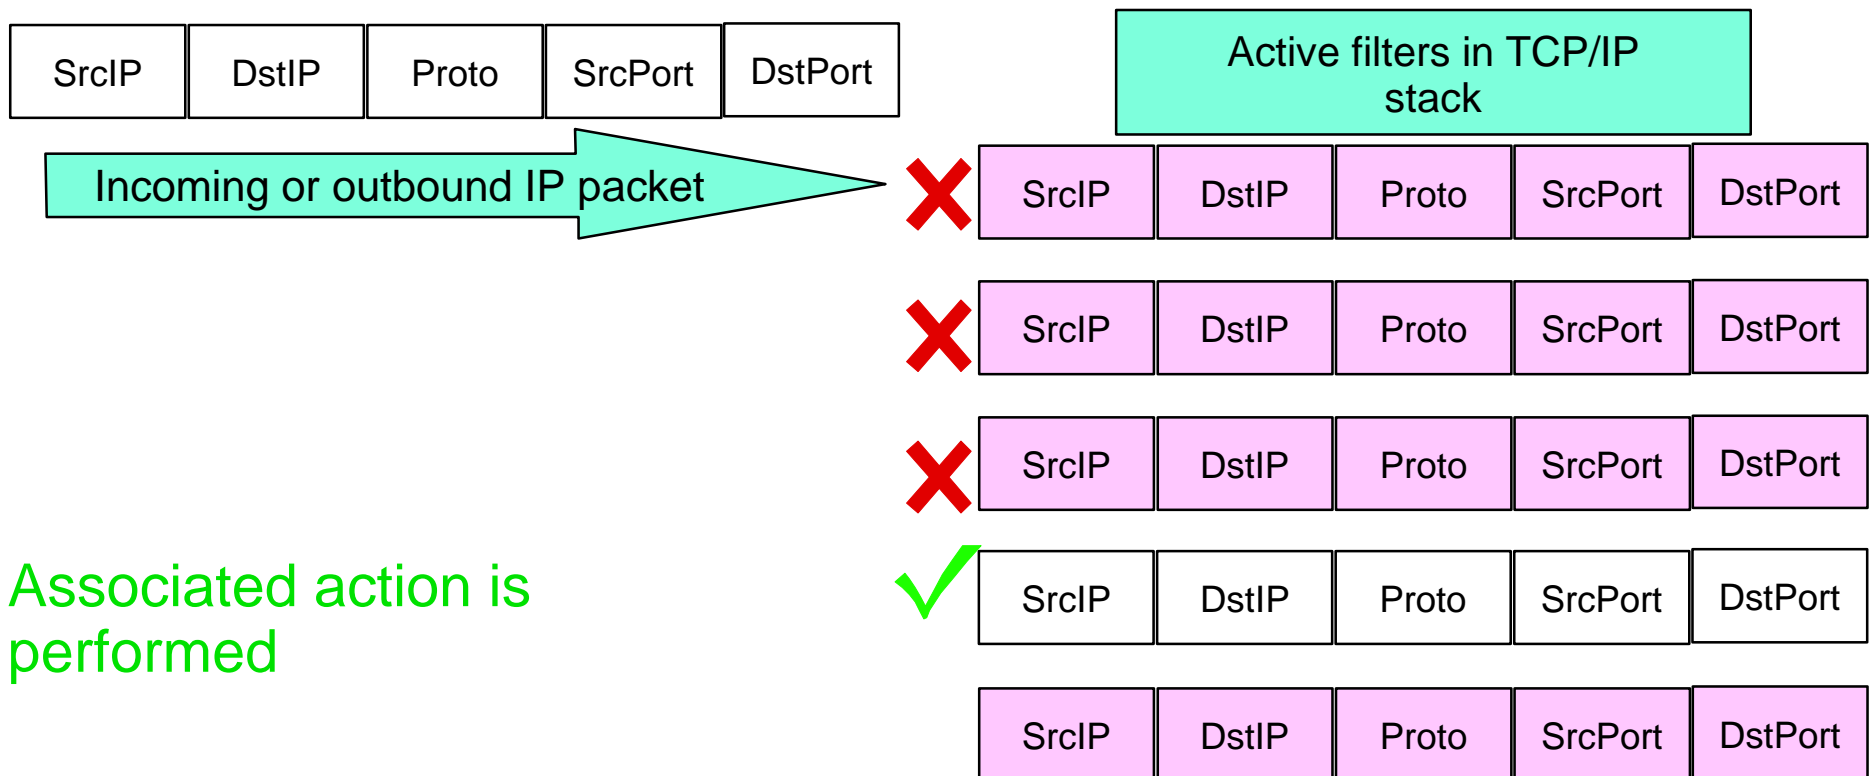 SrcIP DstIP Proto SrcPort DstPort
Active filters in TCP/IP
stack
Incoming or outbound IP packet
SrcIP DstIP Proto SrcPort DstPort
SrcIP DstIP Proto SrcPort DstPort
SrcIP DstIP Proto SrcPort DstPort
Associated action is
performed
SrcIP DstIP Proto SrcPort DstPort
SrcIP DstIP Proto SrcPort DstPort